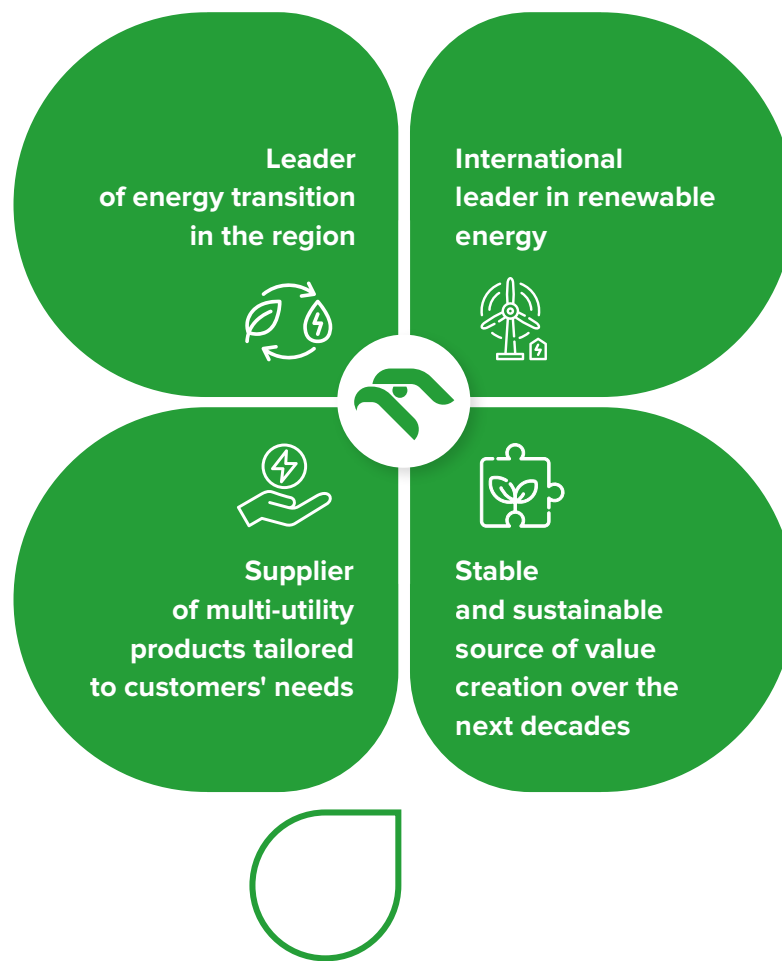 Leader
of energy transition
in the region
International
leader in renewable
energy
Supplier
of multi-utility
products tailored
to customers' needs
Stable
and sustainable
source of value
creation over the
next decades